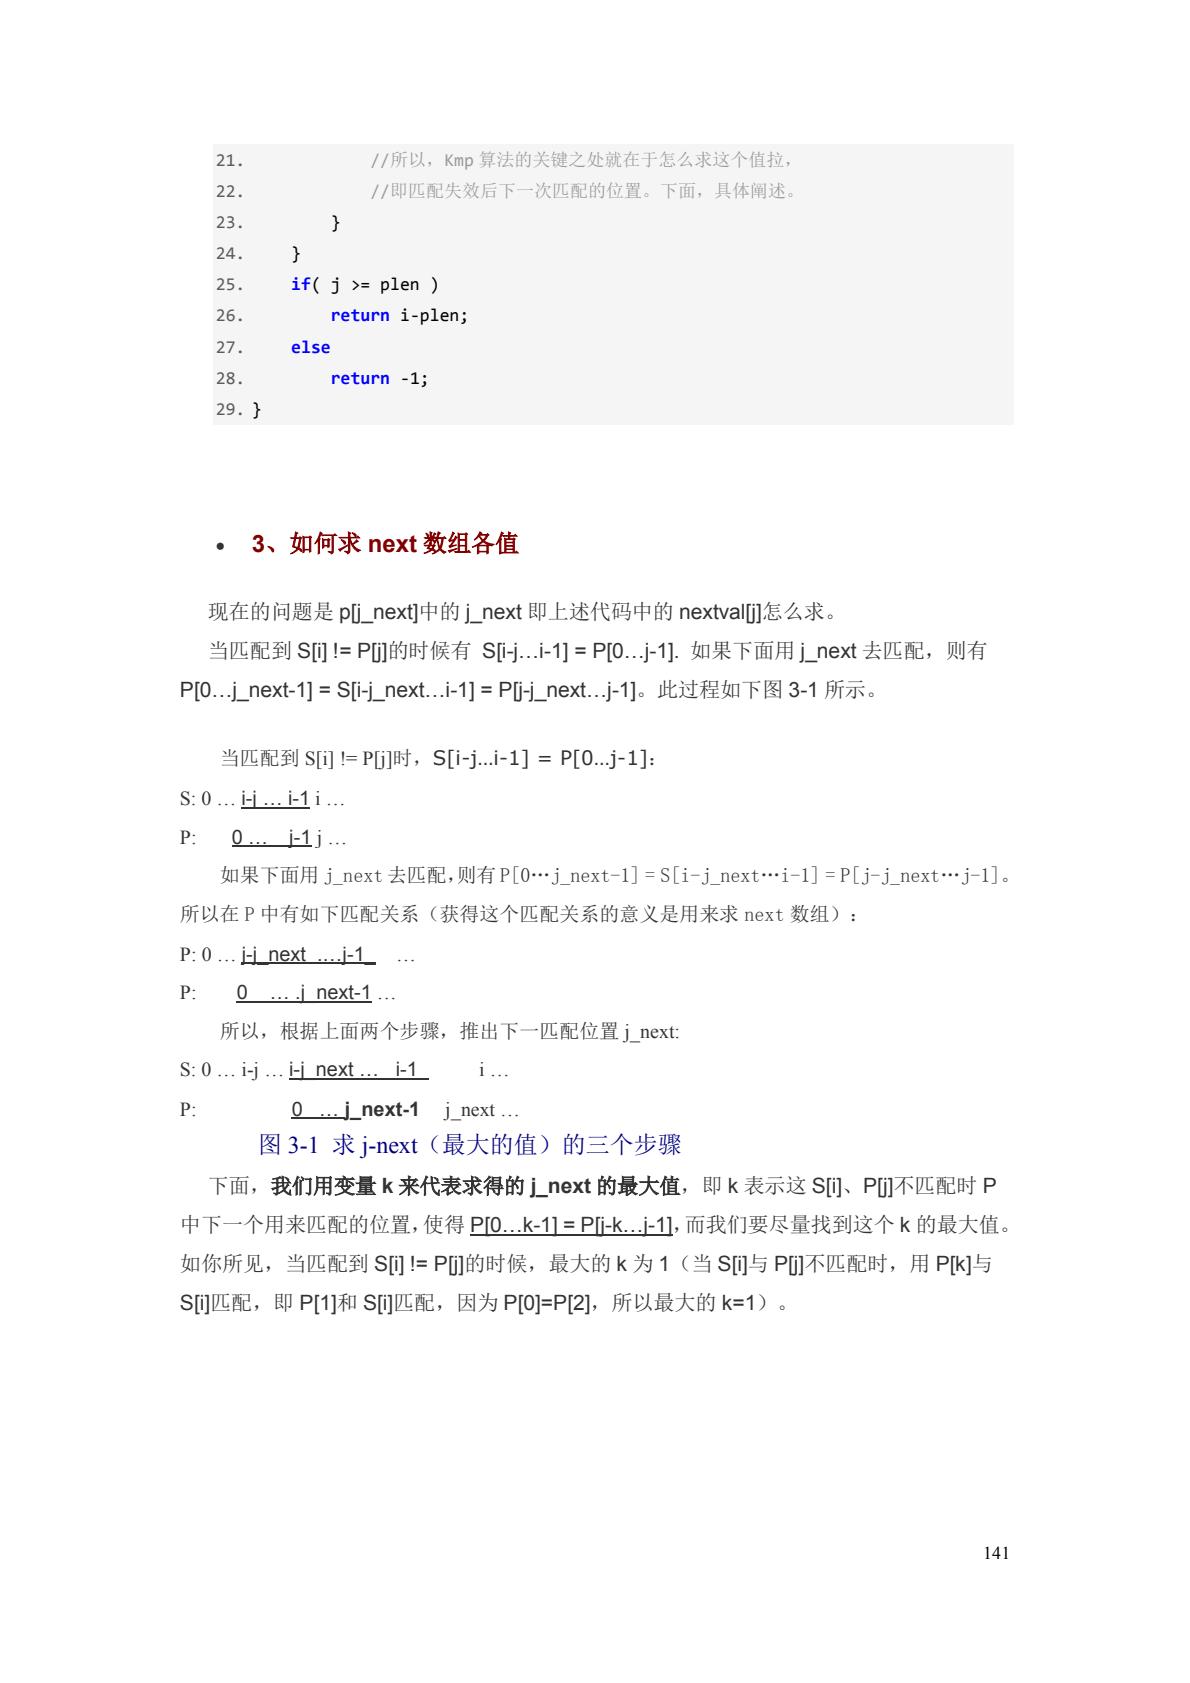 21. //所以，Kmp 算法的关键之处就在于怎么求这个值拉，
22. //即匹配失效后下一次匹配的位置。下面，具体阐述。
23. }
24. }
25. if( j >= plen )
26. return i-plen;
27. else
28. return -1;
29. }
• 3、如何求 next 数组各值
现在的问题是 p[j_next]中的 j_next 即上述代码中的 nextval[j]怎么求。
当匹配到 S[i] != P[j]的时候有 S[i-j…i-1] = P[0…j-1]. 如果下面用 j_next 去匹配，则有
P[0…j_next-1] = S[i-j_next…i-1] = P[j-j_next…j-1]。此过程如下图 3-1 所示。
当匹配到 S[i] != P[j]时，S[i-j…i-1] = P[0…j-1]：
S: 0 … i-j … i-1 i …
P: 0 … j-1 j …
如果下面用 j_next 去匹配，则有 P[0…j_next-1] = S[i-j_next…i-1] = P[j-j_next…j-1]。
所以在 P 中有如下匹配关系（获得这个匹配关系的意义是用来求 next 数组）：
P: 0 … j-j_next .…j-1_ …
P: 0 … .j_next-1 …
所以，根据上面两个步骤，推出下一匹配位置 j_next:
S: 0 … i-j … i-j_next … i-1 i …
P: 0 … j_next-1 j_next …
图 3-1 求 j-next（最大的值）的三个步骤
下面，我们用变量 k 来代表求得的 j_next 的最大值，即 k 表示这 S[i]、P[j]不匹配时 P
中下一个用来匹配的位置，使得 P[0…k-1] = P[j-k…j-1]，而我们要尽量找到这个 k 的最大值。
如你所见，当匹配到 S[i] != P[j]的时候，最大的 k 为 1（当 S[i]与 P[j]不匹配时，用 P[k]与
S[i]匹配，即 P[1]和 S[i]匹配，因为 P[0]=P[2]，所以最大的 k=1）。
141